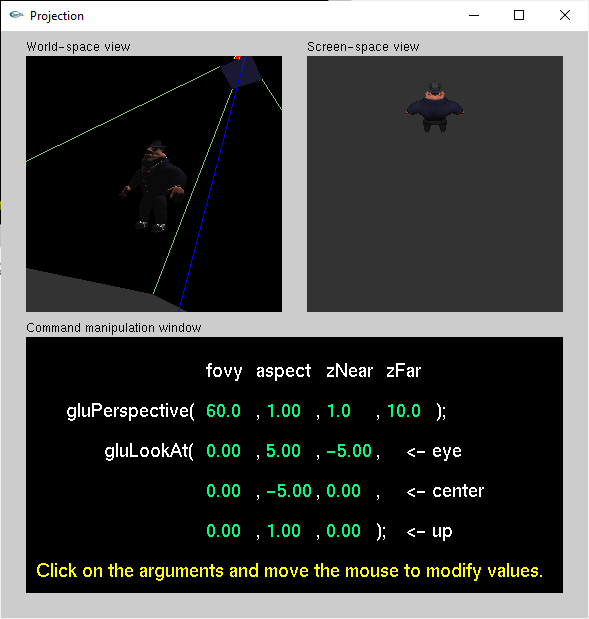 Projection
World-space view
Screen-space view
Command manipulation window
fovy aspect zNear zFar
gluPerspective( 60.0 , 1.00 , 1.0 , 10.0 );
gluLookAt( 0.00 , 5.00 , -5.00 , <- eye
0.00 , -5.00 , 0.00 , <- center
0.00 , 1.00 , 0.00 ); <- up
Click on the arguments and move the mouse to modify values.